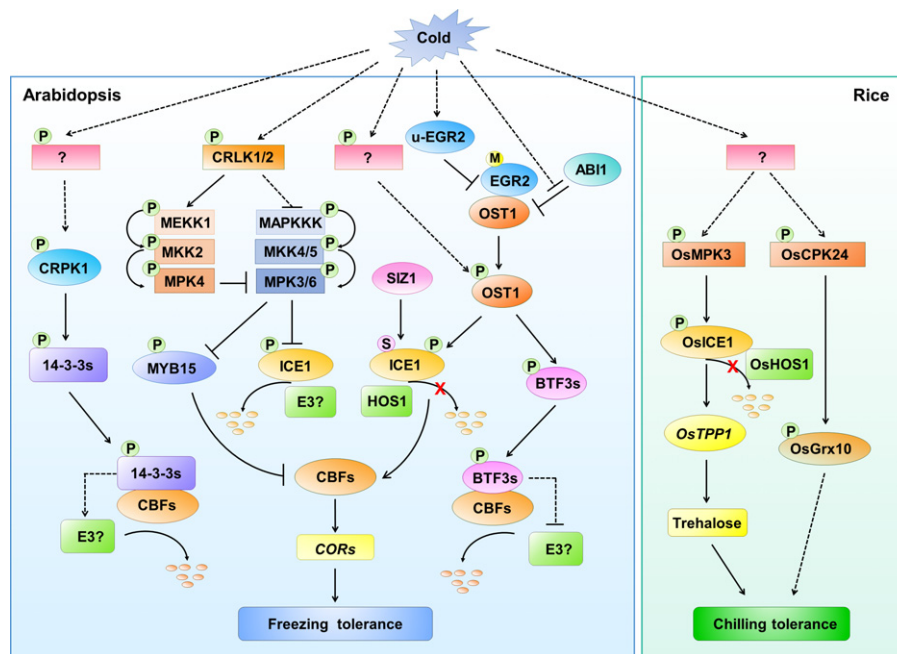 Cold
Arabidopsis
Rice
P
?
P
CRLK1/2
P
?
u-EGR2
M
EGR2
OST1
ABI1
?
P
CRPK1
P
MEKK1
P
MKK2
P
MPK4
MAPKKK
P
MKK4/5
P
MPK3/6
P
SIZ1
P
OST1
P
OsMPK3
P
OsCPK24
P
14-3-3s
P
MYB15
P
ICE1
E3?
S
P
ICE1
HOS1
X
P
BTF3s
P
OsICE1
X
OsHOS1
OsTPP1
P
OsGrx10
P
14-3-3s
CBFs
E3?
CBFs
CORs
P
BTF3s
CBFs
E3?
Trehalose
Freezing tolerance
Chilling tolerance